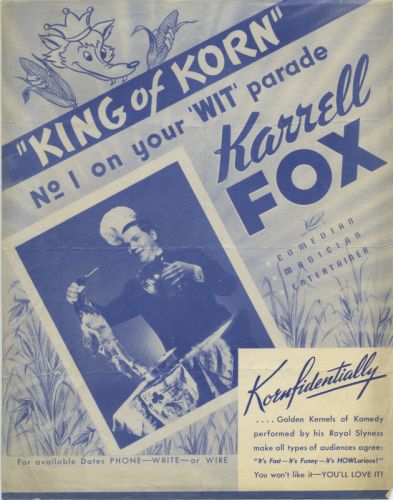 "KING of KORN"
No 1 on your 'WIT' parade
Karrell
FOX
COMEDIAN
MAGICIAN
ENTERTAINER
Kornfidentially
.... Golden Kernels of Komedy
performed by his Royal Slyness
make all types of audiences agree:
"It's Fast—It's Funny—It's HOWLarious!"
You won't like it—YOU'LL LOVE IT!
For available Dates PHONE—WRITE—or WIRE